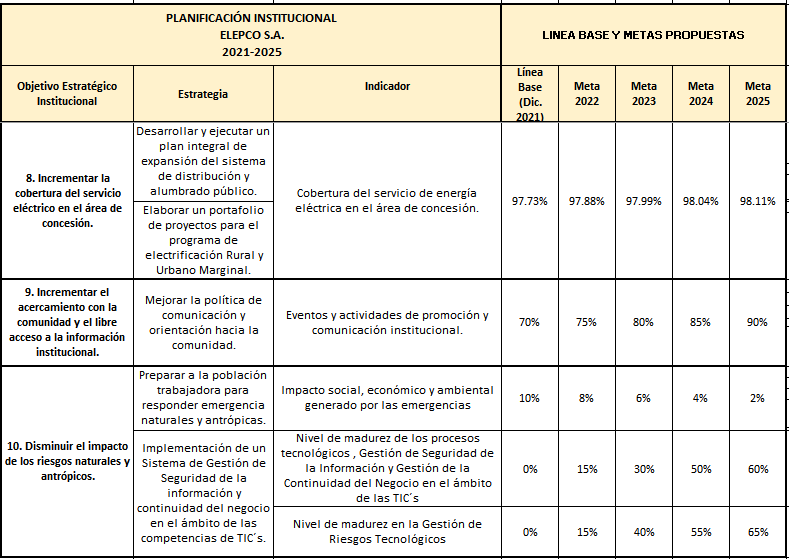 PLANIFICACIÓN INSTITUCIONAL
ELEPCO S.A.
2021-2025
LINEA BASE Y METAS PROPUESTAS
Objetivo Estratégico
Institucional
Estrategia
Indicador
Línea
Base
(Dic.
2021)
Meta
2022
Meta
2023
Meta
2024
Meta
2025
8. Incrementar la
cobertura del servicio
eléctrico en el área de
concesión.
Desarrollar y ejecutar un
plan integral de
expansión del sistema
de distribución y
alumbrado público.
Elaborar un portafolio
de proyectos para el
programa de
electrificación Rural y
Urbano Marginal.
Cobertura del servicio de energía
eléctrica en el área de concesión.
97.73%
97.88%
97.99%
98.04%
98.11%
9. Incrementar el
acercamiento con la
comunidad y el libre
acceso a la información
institucional.
Mejorar la política de
comunicación y
orientación hacia la
comunidad.
Eventos y actividades de promoción y
comunicación institucional.
70%
75%
80%
85%
90%
10. Disminuir el impacto
de los riesgos naturales y
antrópicos.
Preparar a la población
trabajadora para
responder emergencia
naturales y antrópicas.
Impacto social, económico y ambiental
generado por las emergencias
10%
8%
6%
4%
2%
Implementación de un
Sistema de Gestión de
Seguridad de la
información y
continuidad del negocio
en el ámbito de las
competencias de TIC´s.
Nivel de madurez de los procesos
tecnológicos , Gestión de Seguridad de
la Información y Gestión de la
Continuidad del Negocio en el ámbito
de las TIC´s
0%
15%
30%
50%
60%
Nivel de madurez en la Gestión de
Riesgos Tecnológicos
0%
15%
40%
55%
65%